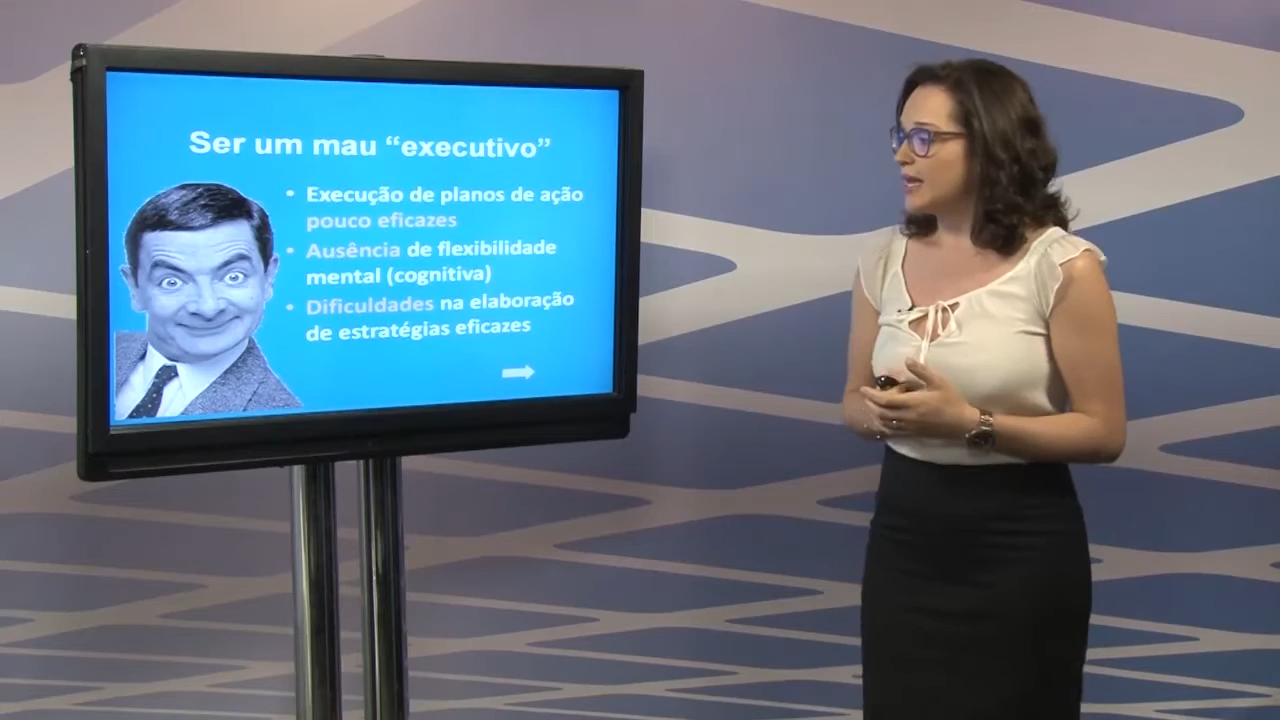 Ser um mau “executivo”
• Execução de planos de ação
pouco eficazes
• Ausência de flexibilidade
mental (cognitiva)
• Dificuldades na elaboração
de estratégias eficazes